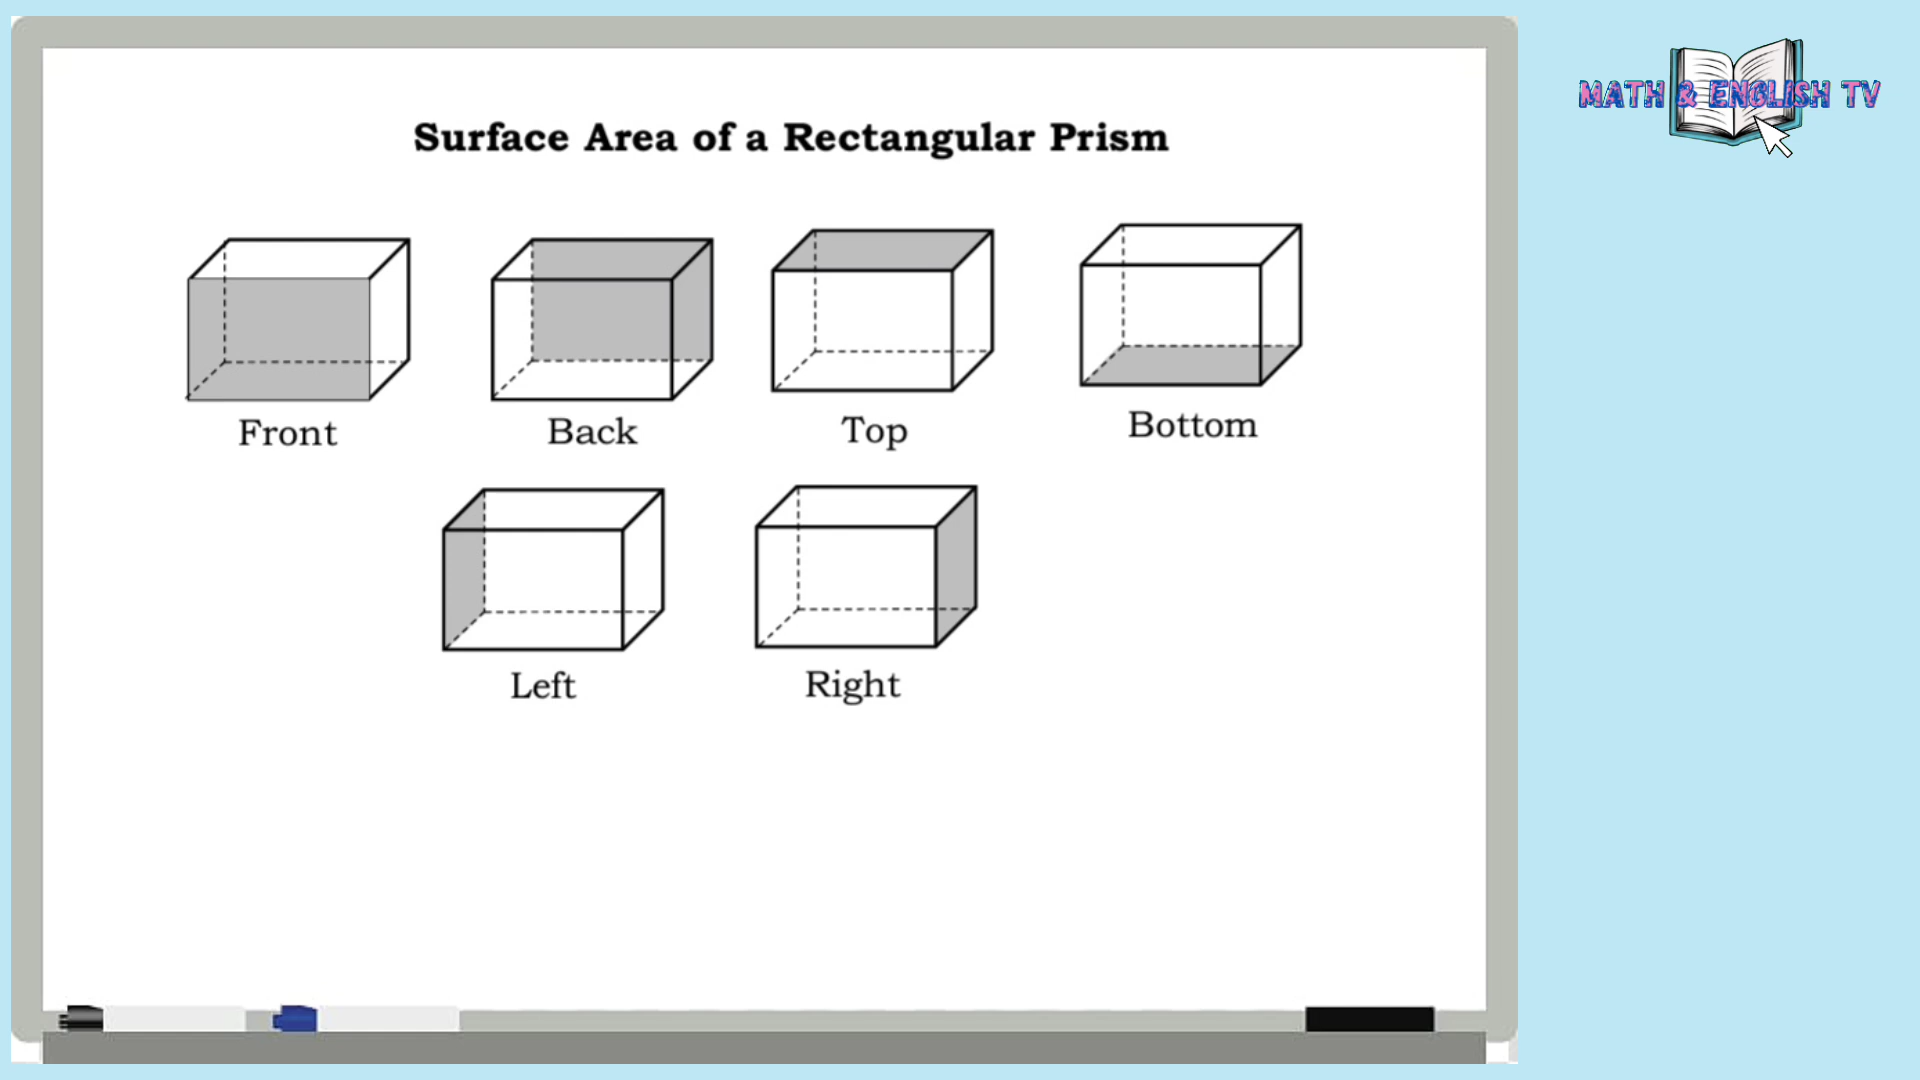 MATH & ENGLISH TV
Surface Area of a Rectangular Prism
Front
Back
Top
Bottom
Left
Right